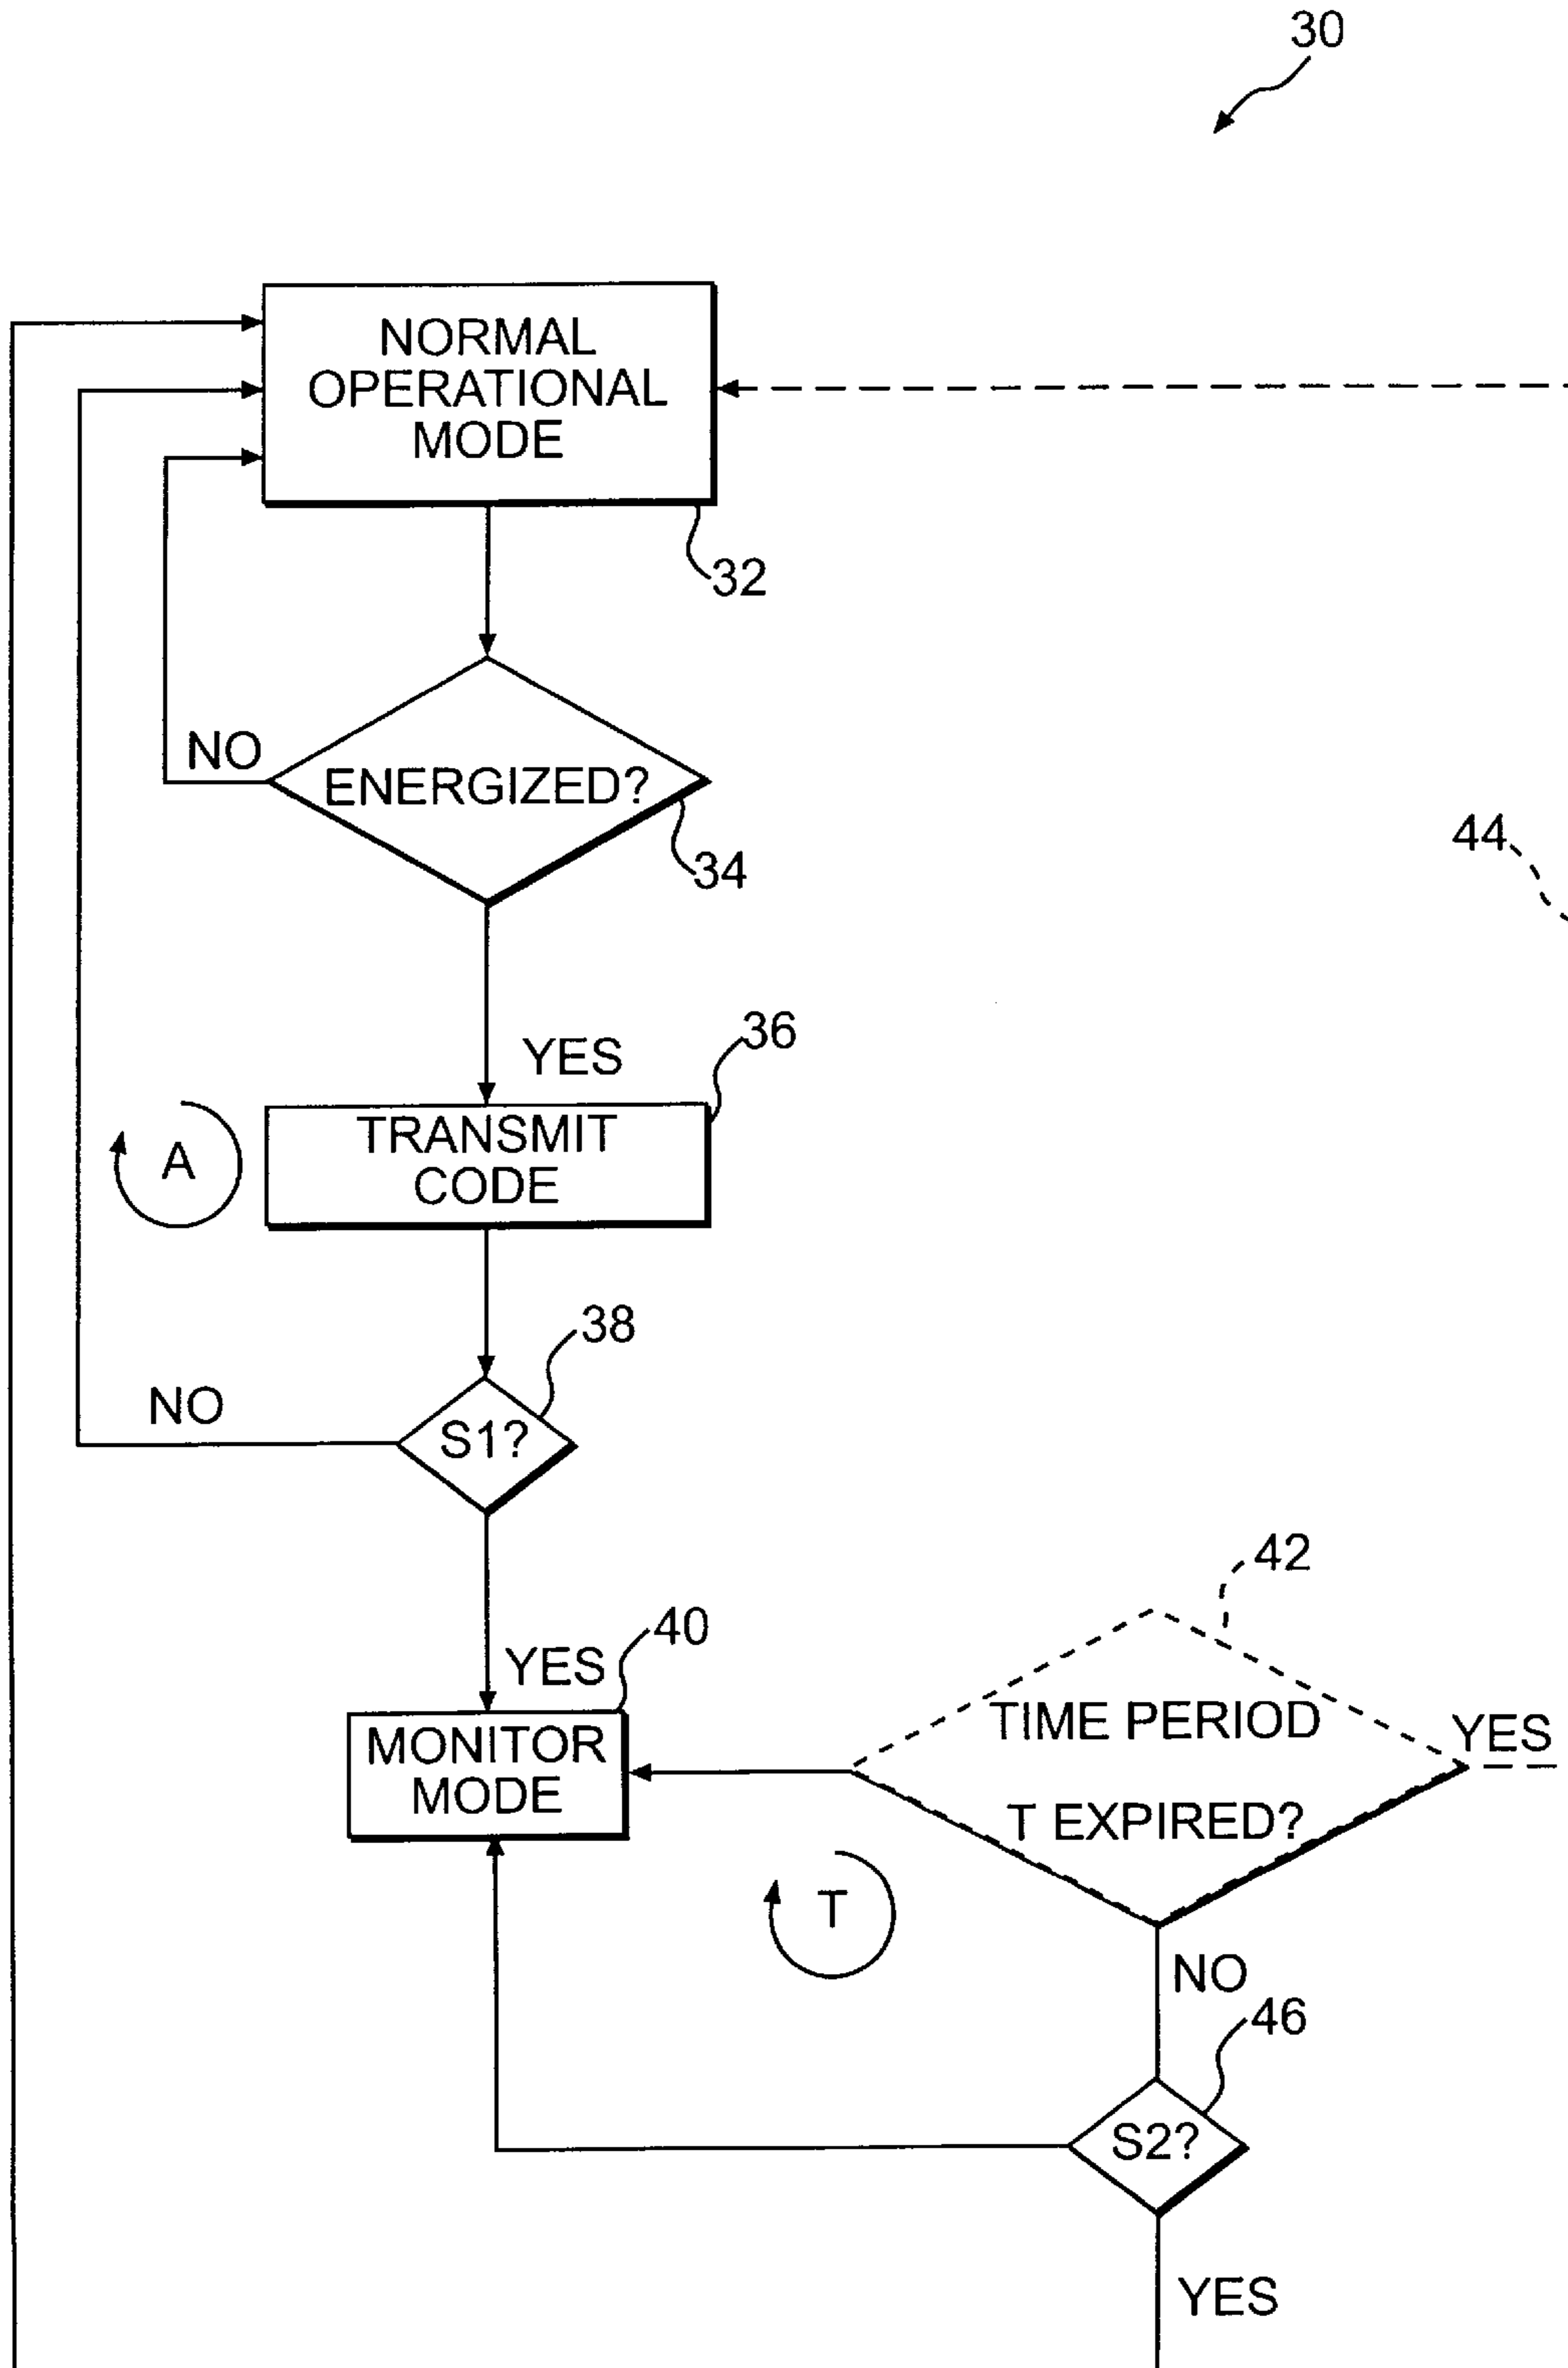 30
NORMAL
OPERATIONAL
MODE
32
NO
ENERGIZED?
34
44
36
YES
TRANSMIT
CODE
A
38
NO
S1?
42
40
YES
TIME PERIOD
YES
MONITOR
MODE
T EXPIRED?
T
NO
46
S2?
YES